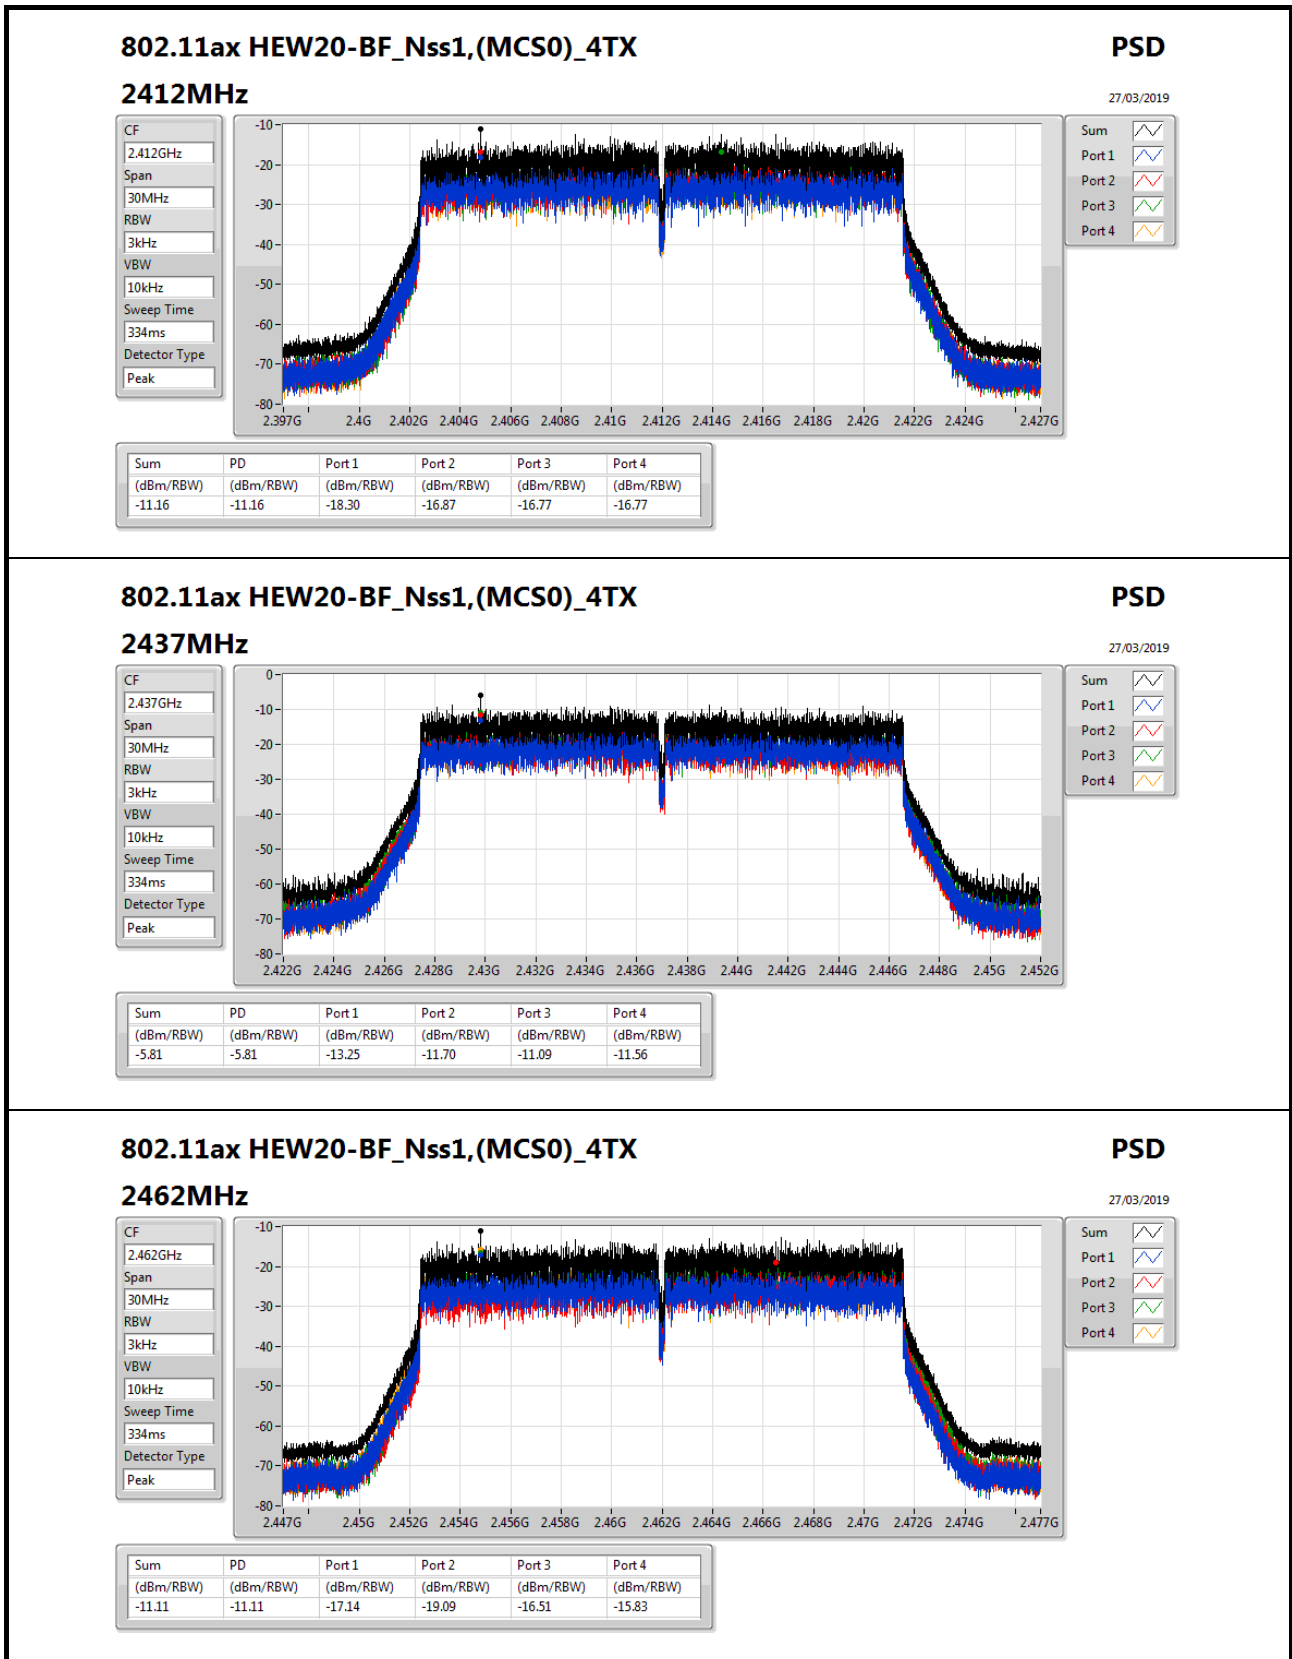 802.11ax HEW20-BF_Nss1,(MCS0)_4TX PSD
2412MHz 27/03/2019
CF
2.412GHz
Span
30MHz
RBW
3kHz
VBW
10kHz
Sweep Time
334ms
Detector Type
Peak
-10
-20
-30
-40
-50
-60
-70
-80
2.397G 2.4G 2.402G 2.404G 2.406G 2.408G 2.41G 2.412G 2.414G 2.416G 2.418G 2.42G 2.422G 2.424G 2.427G
Sum
Port 1
Port 2
Port 3
Port 4
Sum PD Port 1 Port 2 Port 3 Port 4
(dBm/RBW) (dBm/RBW) (dBm/RBW) (dBm/RBW) (dBm/RBW) (dBm/RBW)
-11.16 -11.16 -18.30 -16.87 -16.77 -16.77
802.11ax HEW20-BF_Nss1,(MCS0)_4TX PSD
2437MHz 27/03/2019
CF
2.437GHz
Span
30MHz
RBW
3kHz
VBW
10kHz
Sweep Time
334ms
Detector Type
Peak
0
-10
-20
-30
-40
-50
-60
-70
-80
2.422G 2.424G 2.426G 2.428G 2.43G 2.432G 2.434G 2.436G 2.438G 2.44G 2.442G 2.444G 2.446G 2.448G 2.45G 2.452G
Sum
Port 1
Port 2
Port 3
Port 4
Sum PD Port 1 Port 2 Port 3 Port 4
(dBm/RBW) (dBm/RBW) (dBm/RBW) (dBm/RBW) (dBm/RBW) (dBm/RBW)
-5.81 -5.81 -13.25 -11.70 -11.09 -11.56
802.11ax HEW20-BF_Nss1,(MCS0)_4TX PSD
2462MHz 27/03/2019
CF
2.462GHz
Span
30MHz
RBW
3kHz
VBW
10kHz
Sweep Time
334ms
Detector Type
Peak
-10
-20
-30
-40
-50
-60
-70
-80
2.447G 2.45G 2.452G 2.454G 2.456G 2.458G 2.46G 2.462G 2.464G 2.466G 2.468G 2.47G 2.472G 2.474G 2.477G
Sum
Port 1
Port 2
Port 3
Port 4
Sum PD Port 1 Port 2 Port 3 Port 4
(dBm/RBW) (dBm/RBW) (dBm/RBW) (dBm/RBW) (dBm/RBW) (dBm/RBW)
-11.11 -11.11 -17.14 -19.09 -16.51 -15.83